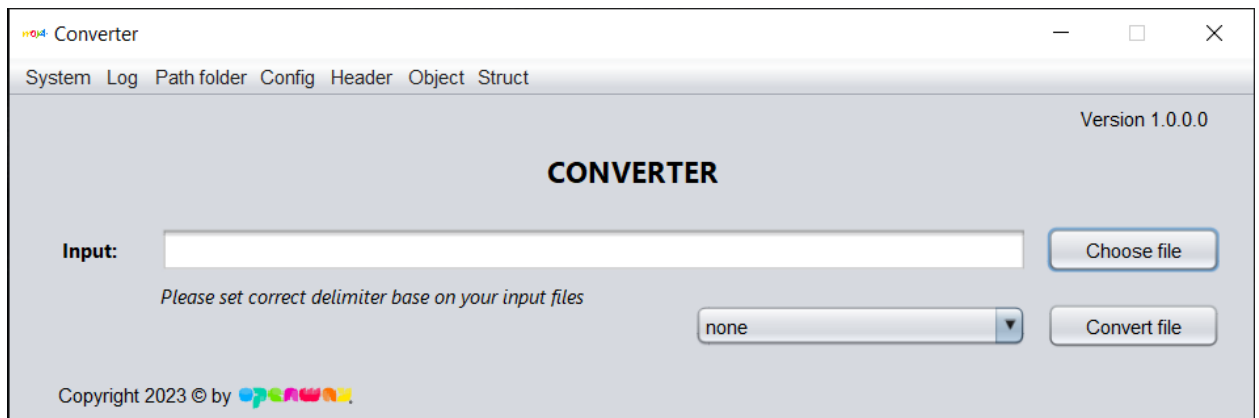 Converter
System Log Path folder Config Header Object Struct
Version 1.0.0.0
CONVERTER
Input:
Choose file
Please set correct delimiter base on your input files
none
Convert file
Copyright 2023 © by OPENWAX.